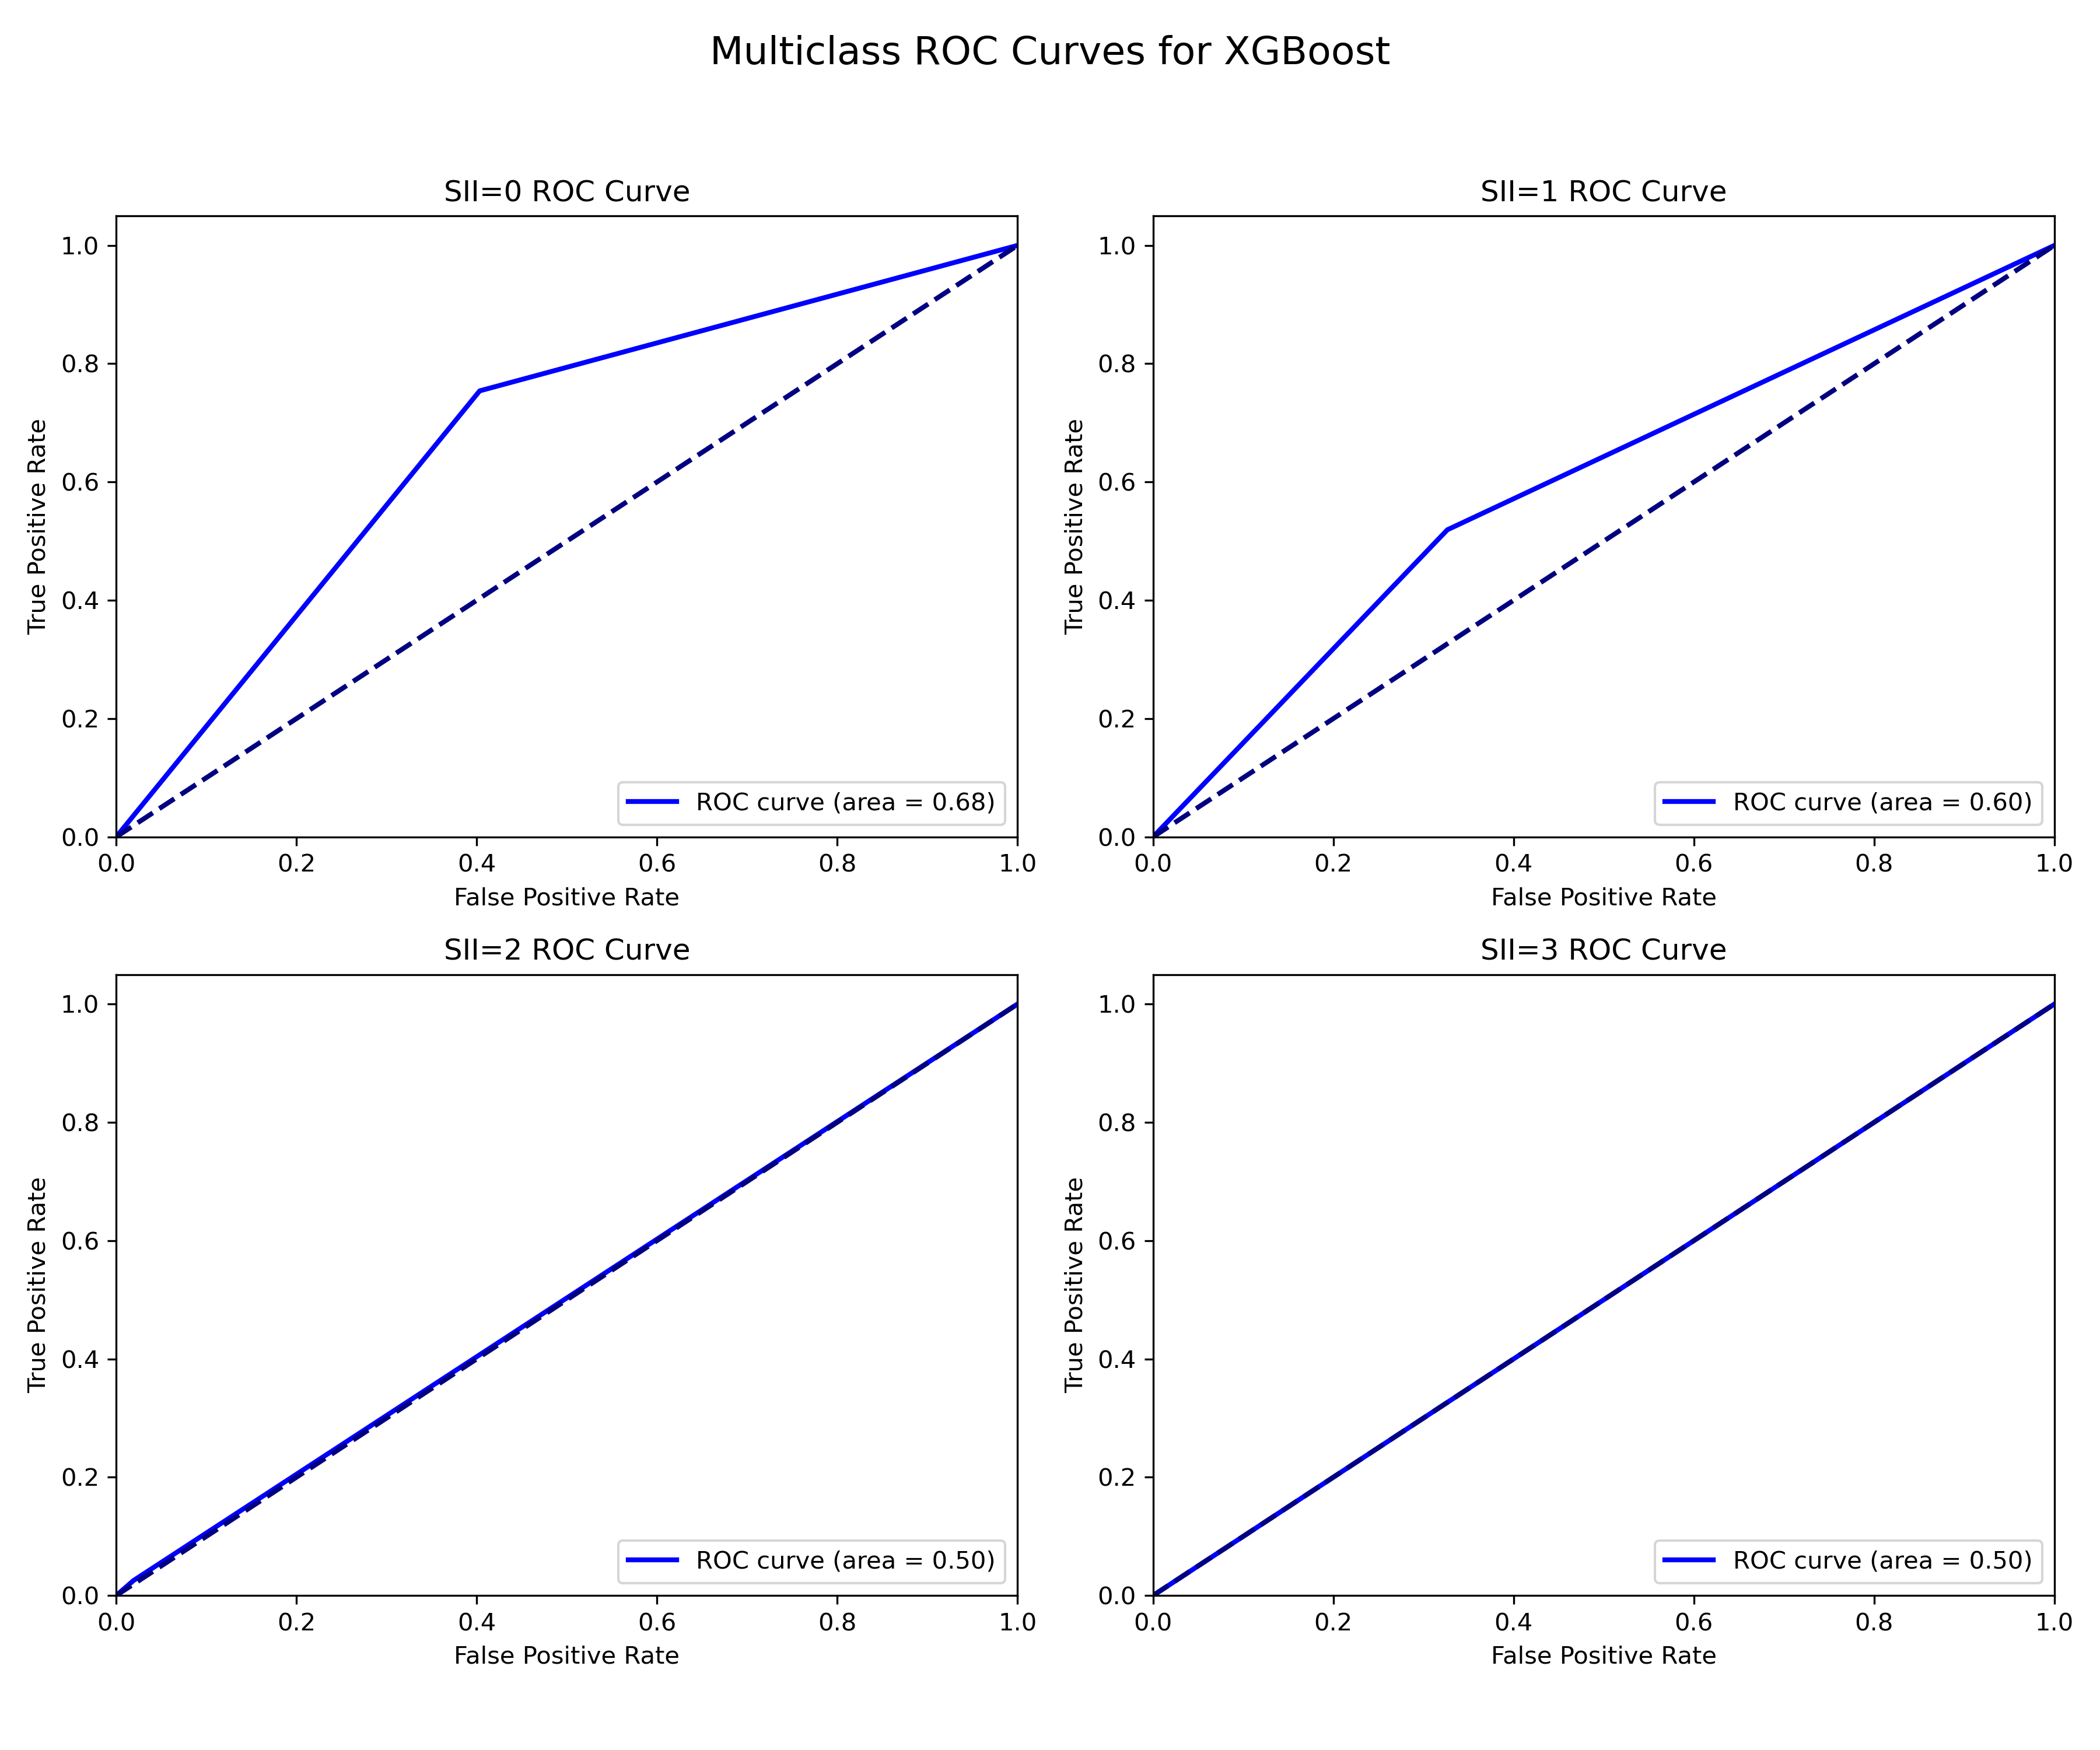 Multiclass ROC Curves for XGBoost
SII=0 ROC Curve
True Positive Rate
1.0
0.8
0.6
0.4
0.2
0.0
ROC curve (area = 0.68)
0.0 0.2 0.4 0.6 0.8 1.0
False Positive Rate
SII=1 ROC Curve
True Positive Rate
1.0
0.8
0.6
0.4
0.2
0.0
ROC curve (area = 0.60)
0.0 0.2 0.4 0.6 0.8 1.0
False Positive Rate
SII=2 ROC Curve
True Positive Rate
1.0
0.8
0.6
0.4
0.2
0.0
ROC curve (area = 0.50)
0.0 0.2 0.4 0.6 0.8 1.0
False Positive Rate
SII=3 ROC Curve
True Positive Rate
1.0
0.8
0.6
0.4
0.2
0.0
ROC curve (area = 0.50)
0.0 0.2 0.4 0.6 0.8 1.0
False Positive Rate